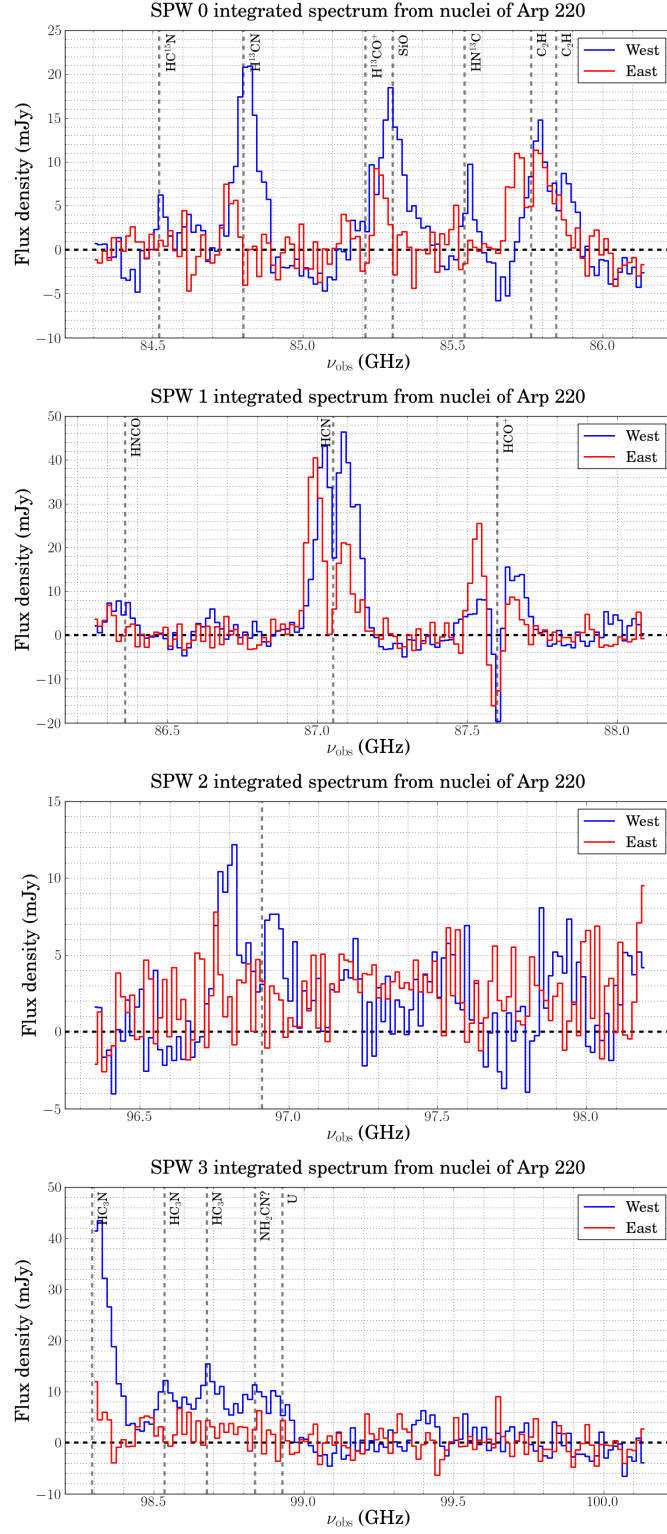 SPW 0 integrated spectrum from nuclei of Arp 220
HC¹⁵N
H¹³CN
H¹³CO⁺
SiO
HN¹³C
C₂H
C₂H
West
East
25
20
15
10
5
0
−5
−10
Flux density (mJy)
84.5
85.0
85.5
86.0
ν_obs (GHz)
SPW 1 integrated spectrum from nuclei of Arp 220
HNCO
HCN
HCO⁺
West
East
50
40
30
20
10
0
−10
−20
Flux density (mJy)
86.5
87.0
87.5
88.0
ν_obs (GHz)
SPW 2 integrated spectrum from nuclei of Arp 220
West
East
15
10
5
0
−5
Flux density (mJy)
96.5
97.0
97.5
98.0
ν_obs (GHz)
SPW 3 integrated spectrum from nuclei of Arp 220
HC₃N
HC₃N
HC₃N
NH₂CN?
U
West
East
50
40
30
20
10
0
−10
Flux density (mJy)
98.5
99.0
99.5
100.0
ν_obs (GHz)